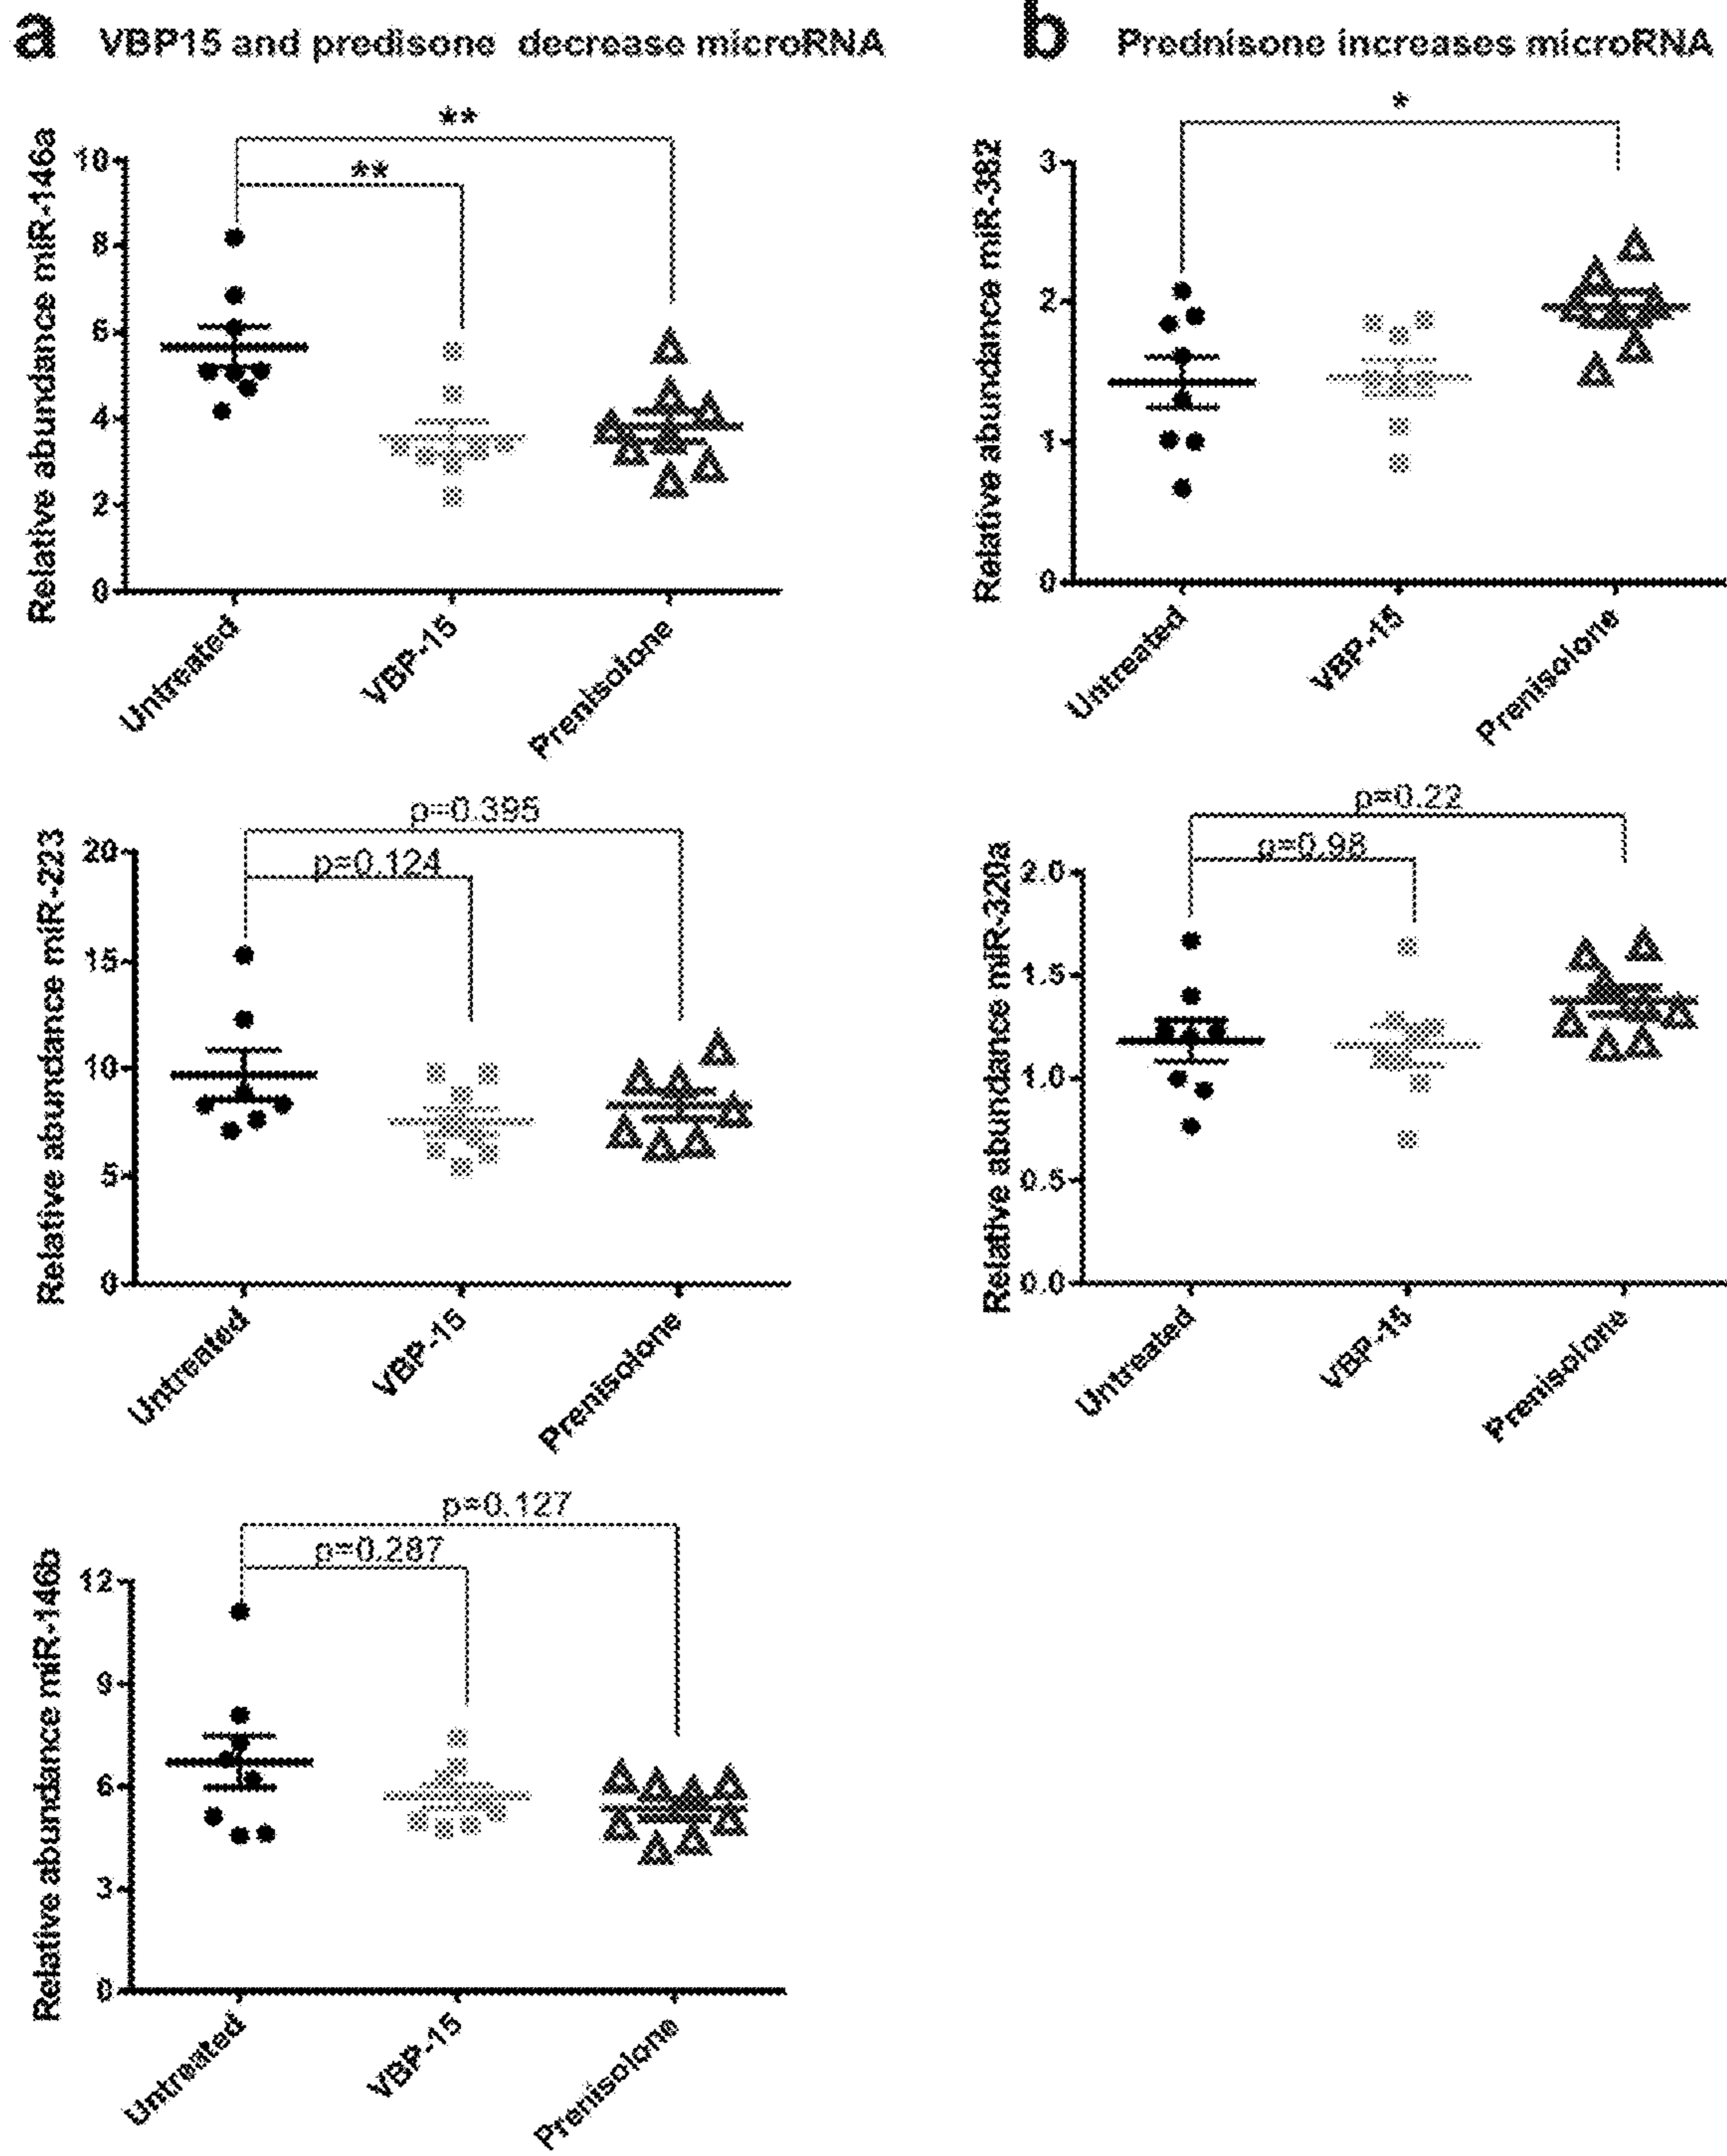 a VBP15 and predisone decrease microRNA
**
**
Relative abundance miR-146a
10
8
6
4
2
0
Untreated
VBP-15
Prenisolone
p=0.395
p=0.124
Relative abundance miR-223
20
15
10
5
0
Untreated
VBP-15
Prenisolone
p=0.127
p=0.287
Relative abundance miR-146b
12
9
6
3
0
Untreated
VBP-15
Prenisolone
b Prednisone increases microRNA
*
Relative abundance miR-382
3
2
1
0
Untreated
VBP-15
Prenisolone
p=0.22
p=0.98
Relative abundance miR-320a
2.0
1.5
1.0
0.5
0.0
Untreated
VBP-15
Prenisolone